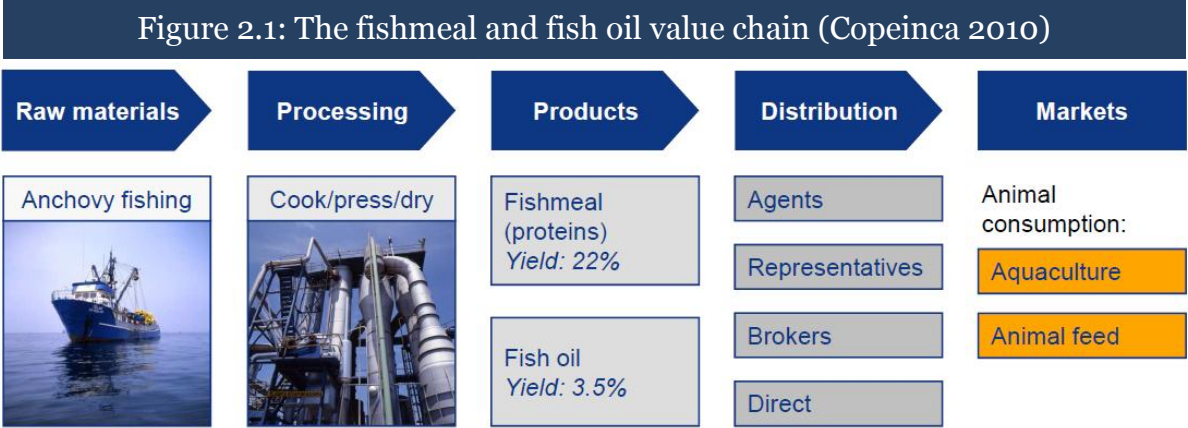 Figure 2.1: The fishmeal and fish oil value chain (Copeinca 2010)
Raw materials
Processing
Products
Distribution
Markets
Anchovy fishing
Cook/press/dry
Fishmeal
(proteins)
Yield: 22%
Fish oil
Yield: 3.5%
Agents
Representatives
Brokers
Direct
Animal
consumption:
Aquaculture
Animal feed